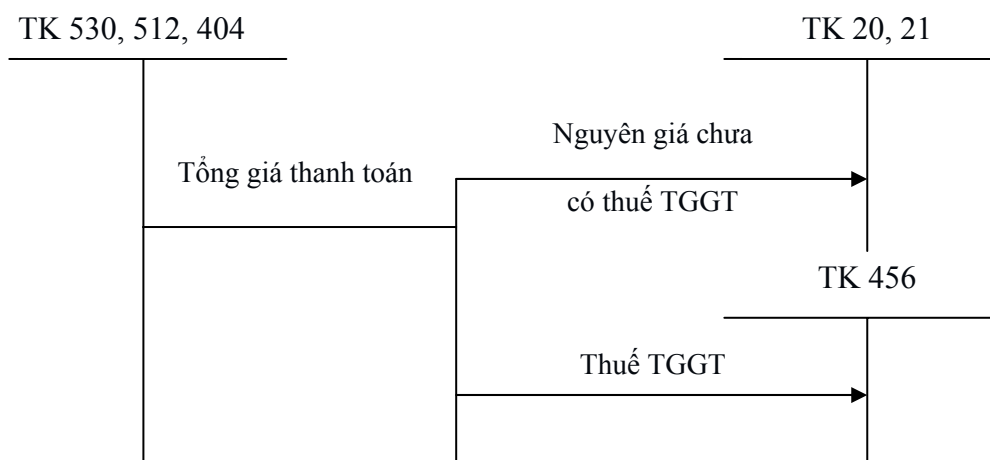 TK 530, 512, 404
TK 20, 21
Nguyên giá chưa
Tổng giá thanh toán
có thuế TGGT
TK 456
Thuế TGGT